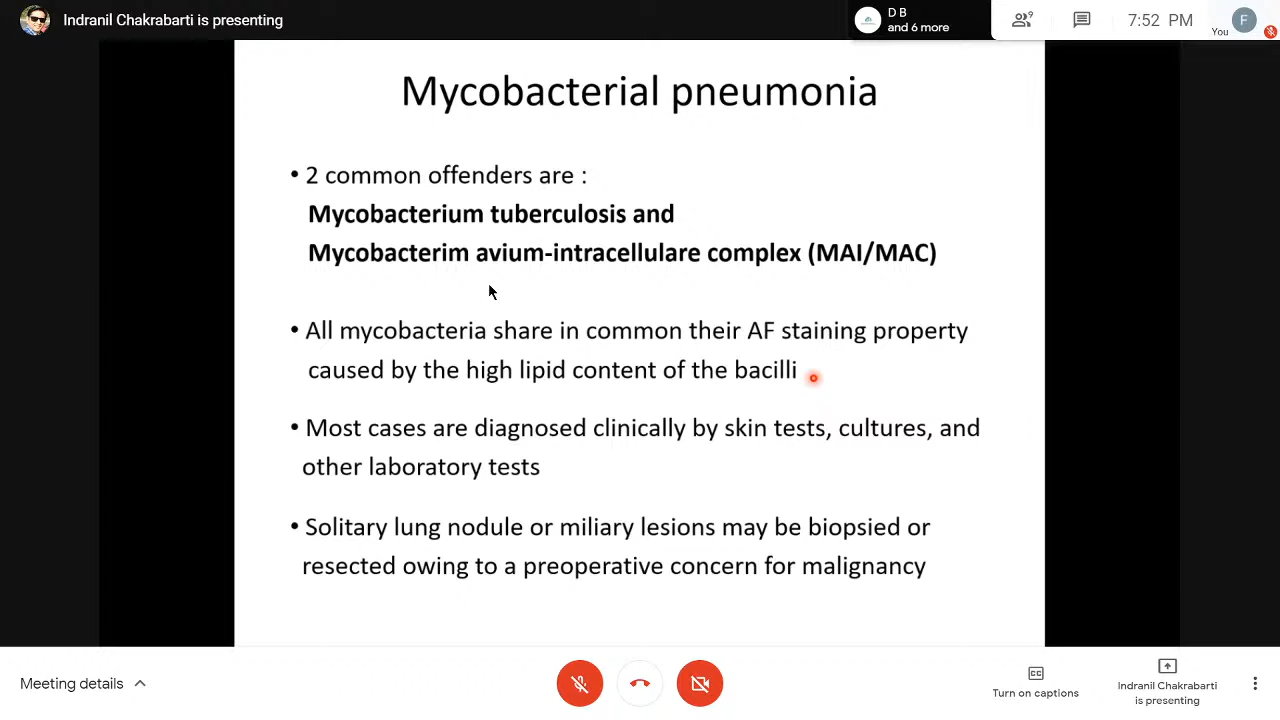 Indranil Chakrabarti is presenting
D B
and 6 more
9
7:52 PM
You
F
Mycobacterial pneumonia
• 2 common offenders are :
Mycobacterium tuberculosis and
Mycobacterim avium-intracellulare complex (MAI/MAC)
• All mycobacteria share in common their AF staining property
caused by the high lipid content of the bacilli
• Most cases are diagnosed clinically by skin tests, cultures, and
other laboratory tests
• Solitary lung nodule or miliary lesions may be biopsied or
resected owing to a preoperative concern for malignancy
Meeting details
CC
Turn on captions
Indranil Chakrabarti
is presenting